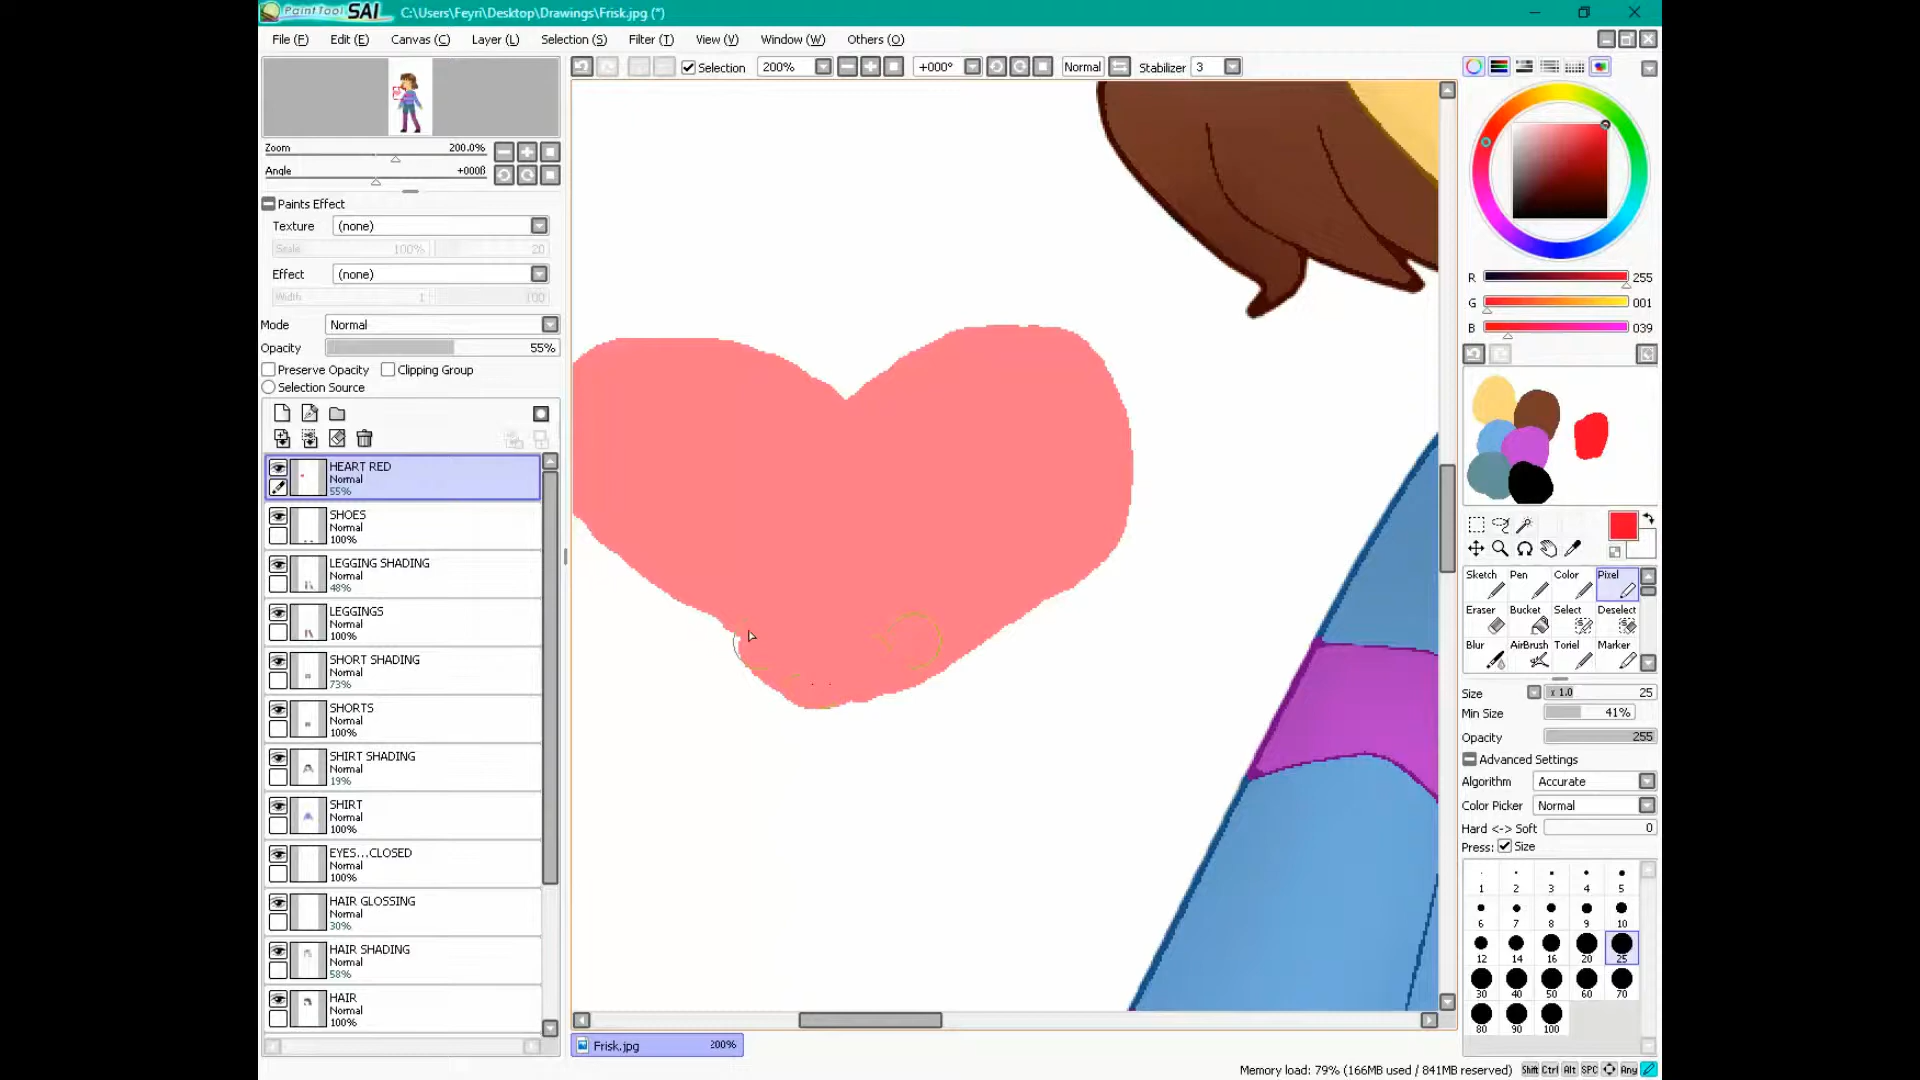 PaintTool SAI C:\Users\Feyri\Desktop\Drawings\Frisk.jpg (*)
File (F) Edit (E) Canvas (C) Layer (L) Selection (S) Filter (T) View (V) Window (W) Others (O)
Selection 200% +000° Normal Stabilizer 3
Zoom 200.0%
Angle +000ß
Paints Effect
Texture (none)
Scale 100% 20
Effect (none)
Width 1 100
Mode Normal
Opacity 55%
Preserve Opacity Clipping Group
Selection Source
HEART RED
Normal
55%
SHOES
Normal
100%
LEGGING SHADING
Normal
48%
LEGGINGS
Normal
100%
SHORT SHADING
Normal
73%
SHORTS
Normal
100%
SHIRT SHADING
Normal
19%
SHIRT
Normal
100%
EYES...CLOSED
Normal
100%
HAIR GLOSSING
Normal
30%
HAIR SHADING
Normal
58%
HAIR
Normal
100%
R 255
G 001
B 039
Sketch Pen Color Pixel
Eraser Bucket Select Deselect
Blur AirBrush Toriel Marker
Size x 1.0 25
Min Size 41%
Opacity 255
Advanced Settings
Algorithm Accurate
Color Picker Normal
Hard <-> Soft 0
Press: Size
1 2 3 4 5
6 7 8 9 10
12 14 16 20 25
30 40 50 60 70
80 90 100
Frisk.jpg 200%
Memory load: 79% (166MB used / 841MB reserved) Shift Ctrl Alt SPC Any